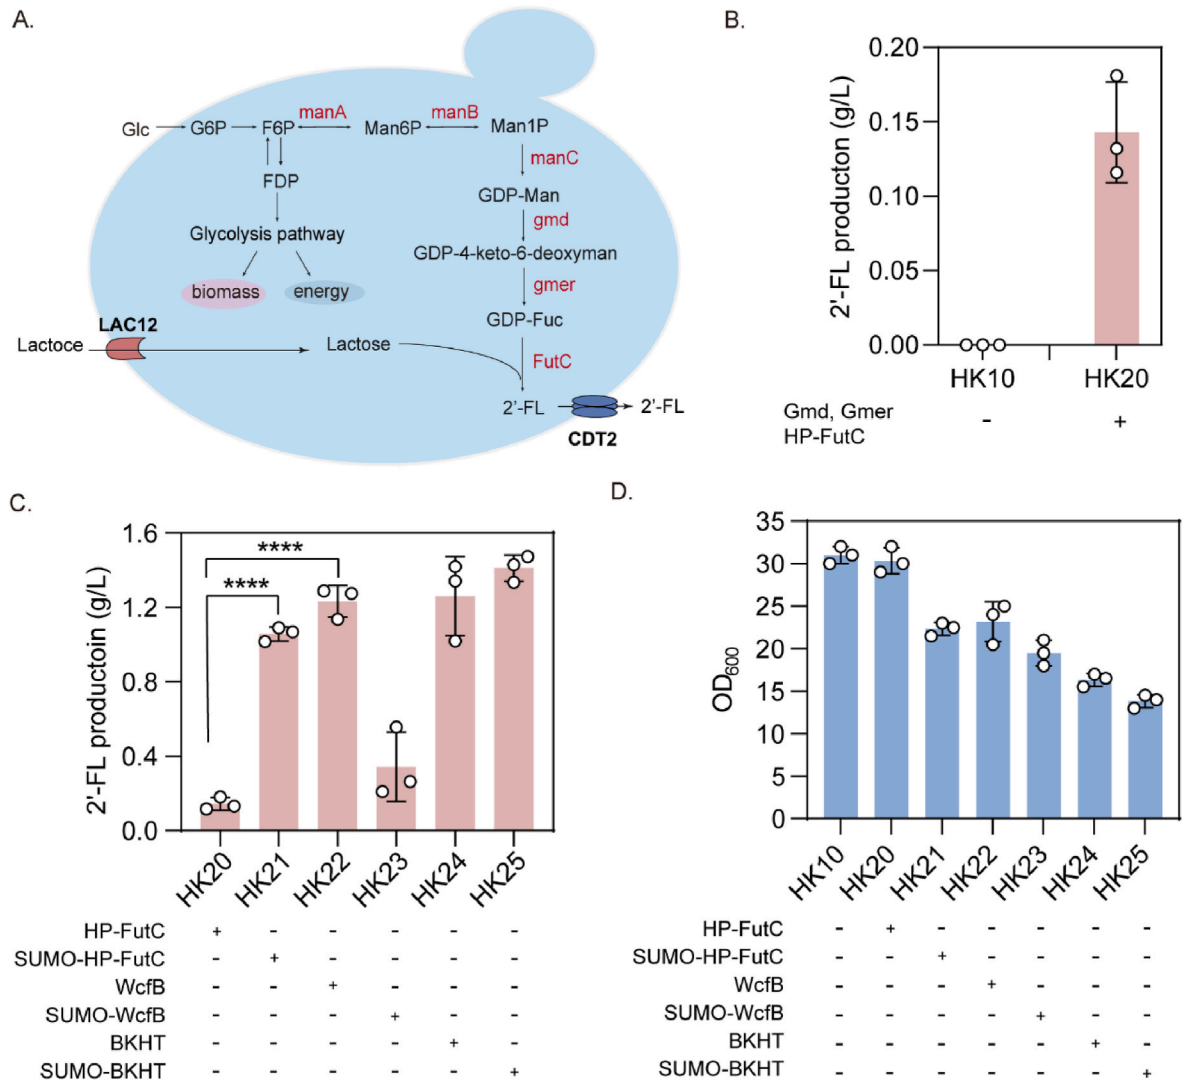 A.
Glc G6P F6P manA Man6P manB Man1P
manC
FDP
GDP-Man
gmd
Glycolysis pathway
GDP-4-keto-6-deoxyman
biomass energy
gmer
GDP-Fuc
LAC12
Lactoce Lactose
FutC
2'-FL 2'-FL
CDT2
B.
2'-FL producton (g/L)
0.20
0.15
0.10
0.05
0.00
HK10 HK20
Gmd, Gmer
HP-FutC
- +
C.
2'-FL productoin (g/L)
1.6
1.2
0.8
0.4
0.0
****
****
HK20 HK21 HK22 HK23 HK24 HK25
HP-FutC + - - - - -
SUMO-HP-FutC - + - - - -
WcfB - - + - - -
SUMO-WcfB - - - + - -
BKHT - - - - + -
SUMO-BKHT - - - - - +
D.
OD600
35
30
25
20
15
10
5
0
HK10 HK20 HK21 HK22 HK23 HK24 HK25
HP-FutC - + - - - - -
SUMO-HP-FutC - - + - - - -
WcfB - - - + - - -
SUMO-WcfB - - - - + - -
BKHT - - - - - + -
SUMO-BKHT - - - - - - +